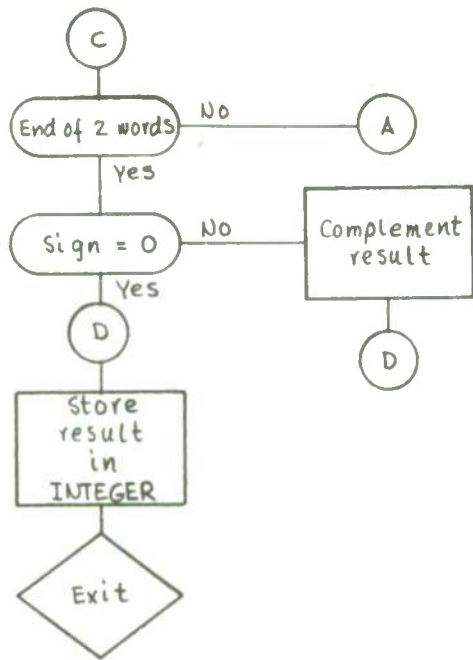 C
End of 2 words
No
A
Yes
Sign = 0
No
Complement
result
Yes
D
D
Store
result
in
INTEGER
Exit